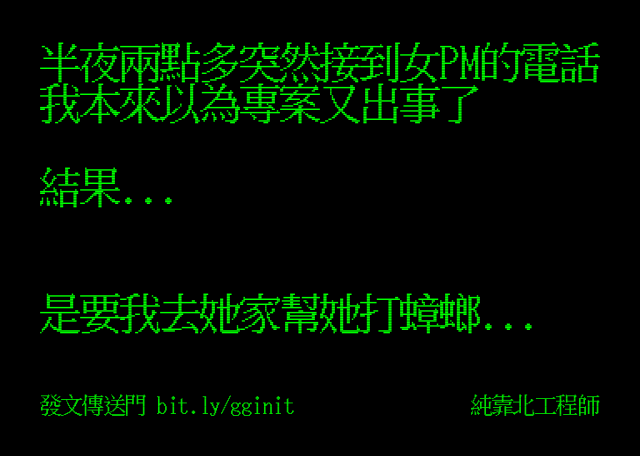 半夜兩點多突然接到女PM的電話
我本來以為專案又出事了
結果...
是要我去她家幫她打蟑螂...
發文傳送門 bit.ly/gginit
純靠北工程師